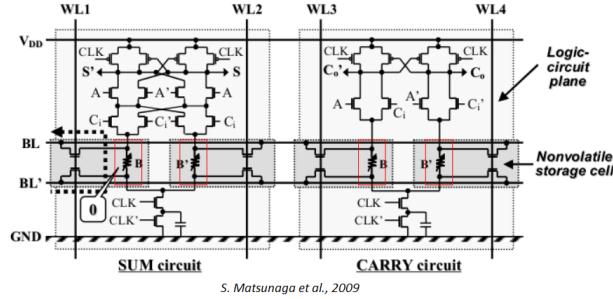 WL1 WL2 WL3 WL4
VDD
CLK CLK CLK CLK
S' S Co' Co
Logic-circuit plane
A A' A A Ci'
A'
Ci Ci' Ci Ci
BL
B B' B B'
Nonvolatile storage cell
BL'
0
CLK CLK
CLK' CLK'
GND
SUM circuit CARRY circuit
S. Matsunaga et al., 2009